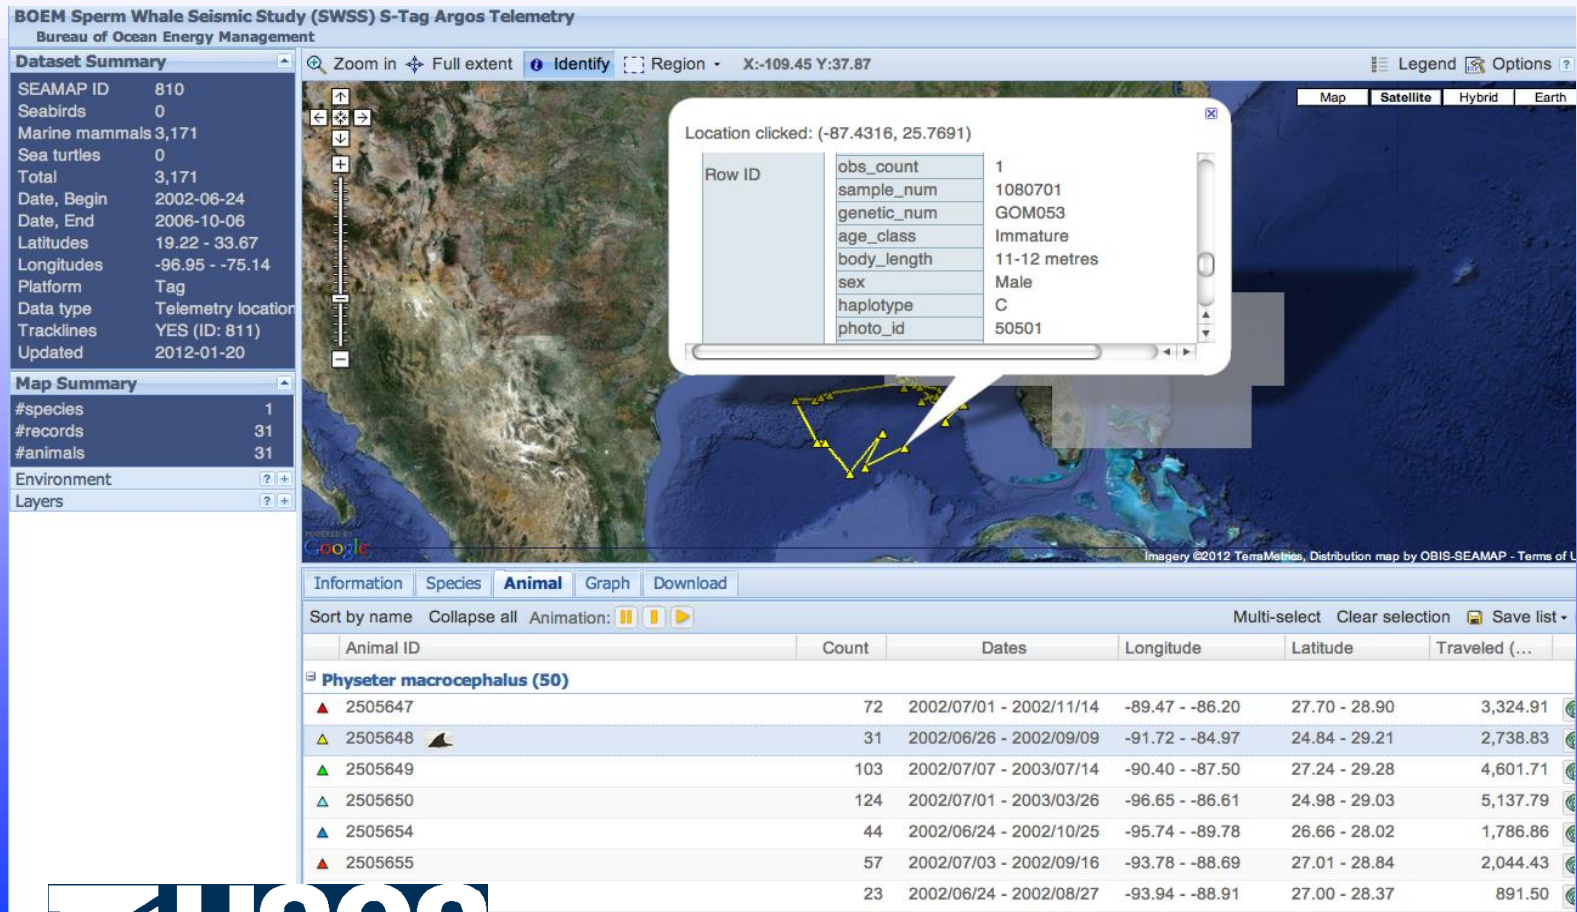 BOEM Sperm Whale Seismic Study (SWSS) S-Tag Argos Telemetry
Bureau of Ocean Energy Management
Dataset Summary
SEAMAP ID 810
Seabirds 0
Marine mammals 3,171
Sea turtles 0
Total 3,171
Date, Begin 2002-06-24
Date, End 2006-10-06
Latitudes 19.22 - 33.67
Longitudes -96.95 - -75.14
Platform Tag
Data type Telemetry location
Tracklines YES (ID: 811)
Updated 2012-01-20
Map Summary
#species 1
#records 31
#animals 31
Environment ? +
Layers ? +
Zoom in Full extent Identify Region X:-109.45 Y:37.87 Legend Options ?
Map Satellite Hybrid Earth
Location clicked: (-87.4316, 25.7691)
Row ID
obs_count 1
sample_num 1080701
genetic_num GOM053
age_class Immature
body_length 11-12 metres
sex Male
haplotype C
photo_id 50501
POWERED BY
Google
Imagery ©2012 TerraMetrics, Distribution map by OBIS-SEAMAP - Terms of U
Information Species Animal Graph Download
Sort by name Collapse all Animation: Multi-select Clear selection Save list
Animal ID Count Dates Longitude Latitude Traveled (...
Physeter macrocephalus (50)
2505647 72 2002/07/01 - 2002/11/14 -89.47 - -86.20 27.70 - 28.90 3,324.91
2505648 31 2002/06/26 - 2002/09/09 -91.72 - -84.97 24.84 - 29.21 2,738.83
2505649 103 2002/07/07 - 2003/07/14 -90.40 - -87.50 27.24 - 29.28 4,601.71
2505650 124 2002/07/01 - 2003/03/26 -96.65 - -86.61 24.98 - 29.03 5,137.79
2505654 44 2002/06/24 - 2002/10/25 -95.74 - -89.78 26.66 - 28.02 1,786.86
2505655 57 2002/07/03 - 2002/09/16 -93.78 - -88.69 27.01 - 28.84 2,044.43
23 2002/06/24 - 2002/08/27 -93.94 - -88.91 27.00 - 28.37 891.50